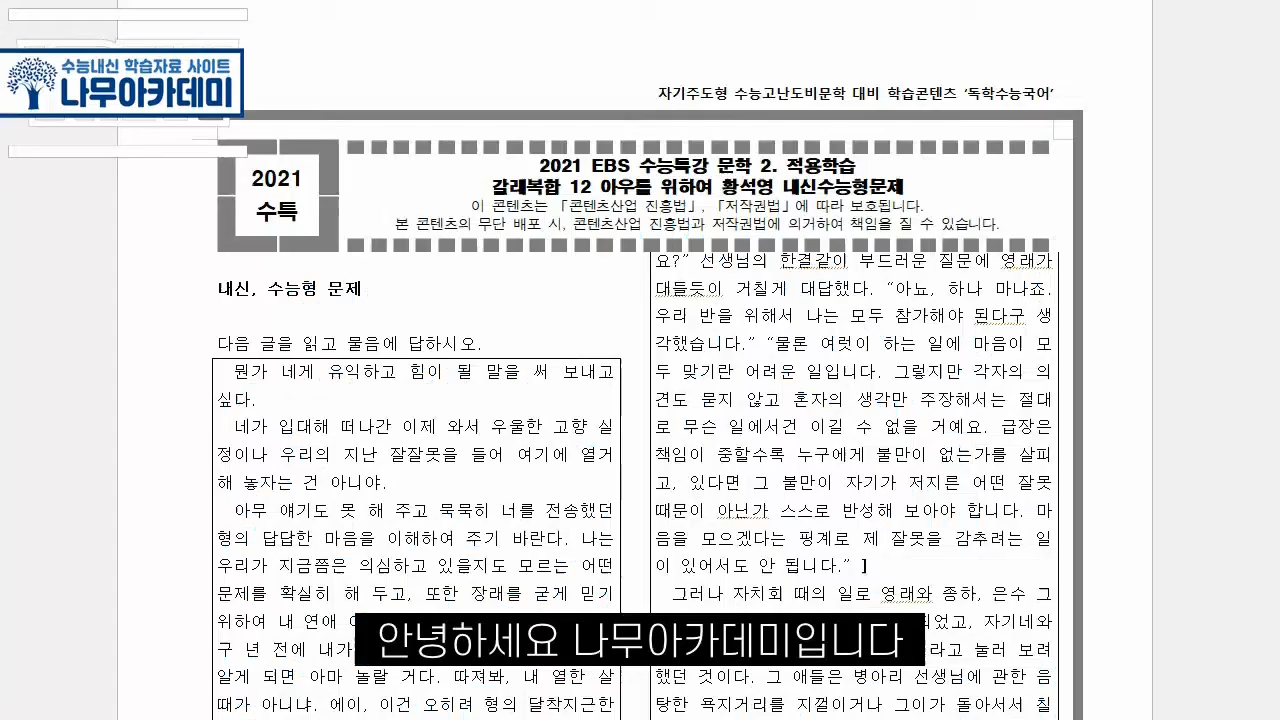 수능내신 학습자료 사이트
나무아카데미
자기주도형 수능고난도비문학 대비 학습콘텐츠 '독학수능국어'
2021
수특
2021 EBS 수능특강 문학 2. 적용학습
갈래복합 12 아우를 위하여 황석영 내신수능형문제
이 콘텐츠는 「콘텐츠산업 진흥법」, 「저작권법」에 따라 보호됩니다.
본 콘텐츠의 무단 배포 시, 콘텐츠산업 진흥법과 저작권법에 의거하여 책임을 질 수 있습니다.
내신, 수능형 문제
다음 글을 읽고 물음에 답하시오.
뭔가 네게 유익하고 힘이 될 말을 써 보내고
싶다.
네가 입대해 떠나간 이제 와서 우울한 고향 실
정이나 우리의 지난 잘잘못을 들어 여기에 열거
해 놓자는 건 아니야.
아무 얘기도 못 해 주고 묵묵히 너를 전송했던
형의 답답한 마음을 이해하여 주기 바란다. 나는
우리가 지금쯤은 의심하고 있을지도 모르는 어떤
문제를 확실히 해 두고, 또한 장래를 굳게 믿기
위하여 내 연애
구 년 전에 내가
알게 되면 아마 놀랄 거다. 따져봐, 내 열한 살
때가 아니냐. 에이, 이건 오히려 형의 달착지근한
요?" 선생님의 한결같이 부드러운 질문에 영래가
대들듯이 거칠게 대답했다. "아뇨, 하나 마나죠.
우리 반을 위해서 나는 모두 참가해야 된다구 생
각했습니다." "물론 여럿이 하는 일에 마음이 모
두 맞기란 어려운 일입니다. 그렇지만 각자의 의
견도 묻지 않고 혼자의 생각만 주장해서는 절대
로 무슨 일에서건 이길 수 없을 거예요. 급장은
책임이 중할수록 누구에게 불만이 없는가를 살피
고, 있다면 그 불만이 자기가 저지른 어떤 잘못
때문이 아닌가 스스로 반성해 보아야 합니다. 마
음을 모으겠다는 핑계로 제 잘못을 감추려는 일
이 있어서도 안 됩니다." ]
그러나 자치회 때의 일로 영래와 종하, 은수 그
되었고, 자기네와
라고 눌러 보려
했던 것이다. 그 애들은 병아리 선생님에 관한 음
탕한 욕지거리를 지껄이거나 그이가 돌아서서 칠
안녕하세요 나무아카데미입니다